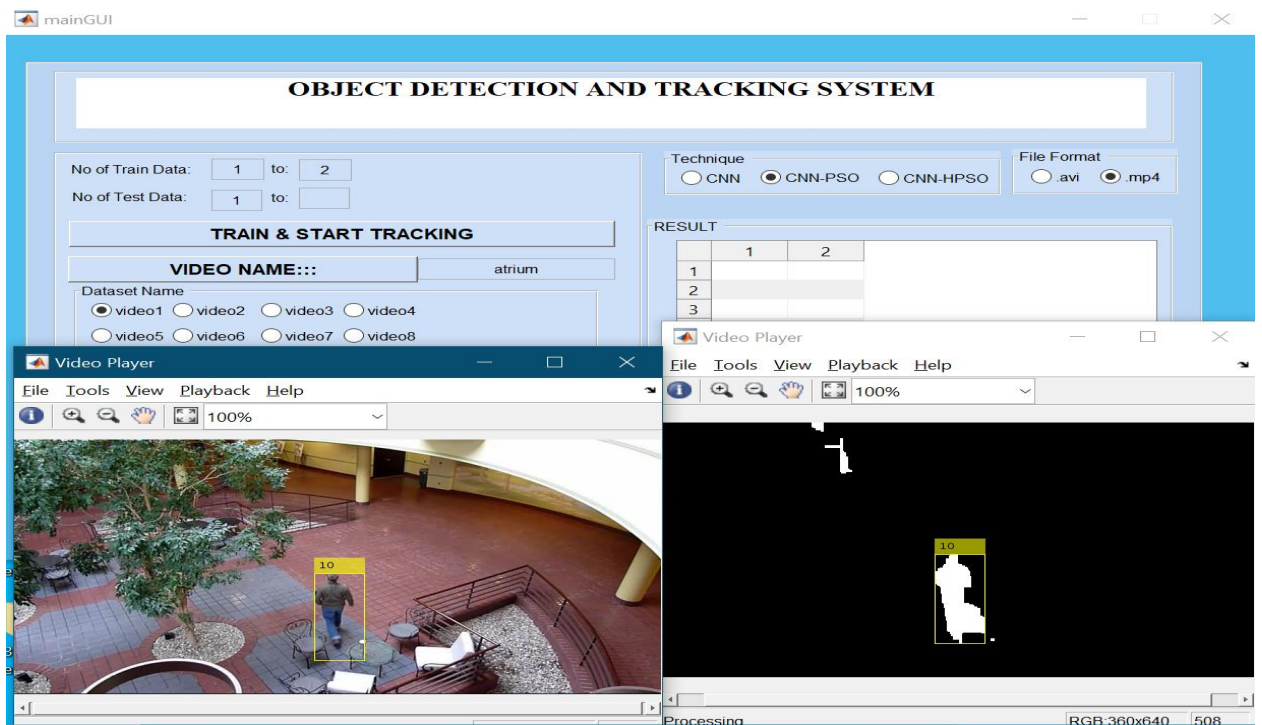 mainGUI
OBJECT DETECTION AND TRACKING SYSTEM
No of Train Data: 1 to: 2
No of Test Data: 1 to:
TRAIN & START TRACKING
VIDEO NAME::: atrium
Dataset Name
video1 video2 video3 video4
video5 video6 video7 video8
Technique
CNN CNN-PSO CNN-HPSO
File Format
.avi .mp4
RESULT
1 2
1
2
3
Video Player
File Tools View Playback Help
100%
10
Video Player
File Tools View Playback Help
100%
10
Processing RGB:360x640 508